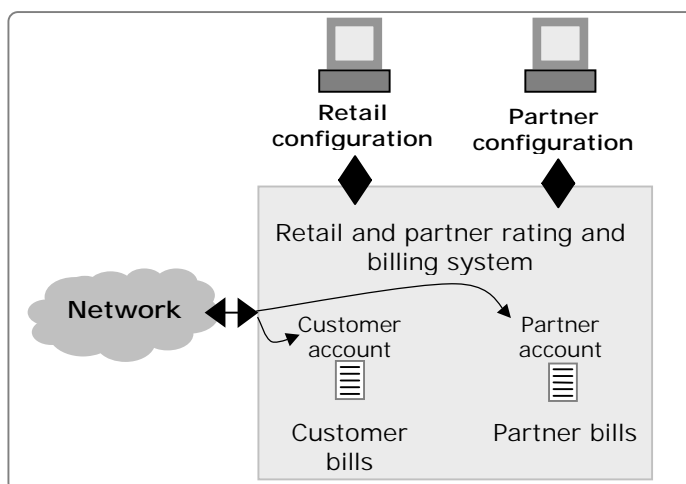 Retail
configuration
Partner
configuration
Retail and partner rating and
billing system
Network
Customer
account
Partner
account
Customer
bills
Partner bills